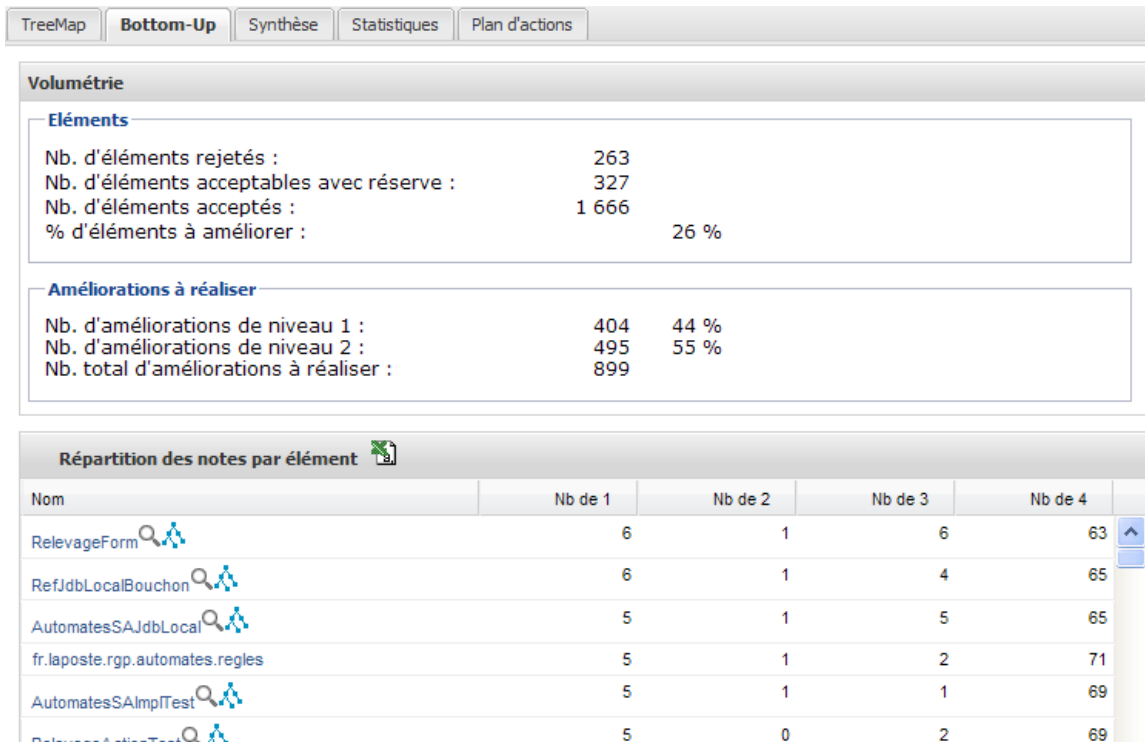 TreeMap Bottom-Up Synthèse Statistiques Plan d'actions
Volumétrie
Eléments
Nb. d'éléments rejetés : 263
Nb. d'éléments acceptables avec réserve : 327
Nb. d'éléments acceptés : 1 666
% d'éléments à améliorer : 26 %
Améliorations à réaliser
Nb. d'améliorations de niveau 1 : 404 44 %
Nb. d'améliorations de niveau 2 : 495 55 %
Nb. total d'améliorations à réaliser : 899
Répartition des notes par élément
Nom Nb de 1 Nb de 2 Nb de 3 Nb de 4
RelevageForm 6 1 6 63
RefJdbLocalBouchon 6 1 4 65
AutomatesSAJdbLocal 5 1 5 65
fr.laposte.rgp.automates.regles 5 1 2 71
AutomatesSAImplTest 5 1 1 69
RelevageActionTest 5 0 2 69